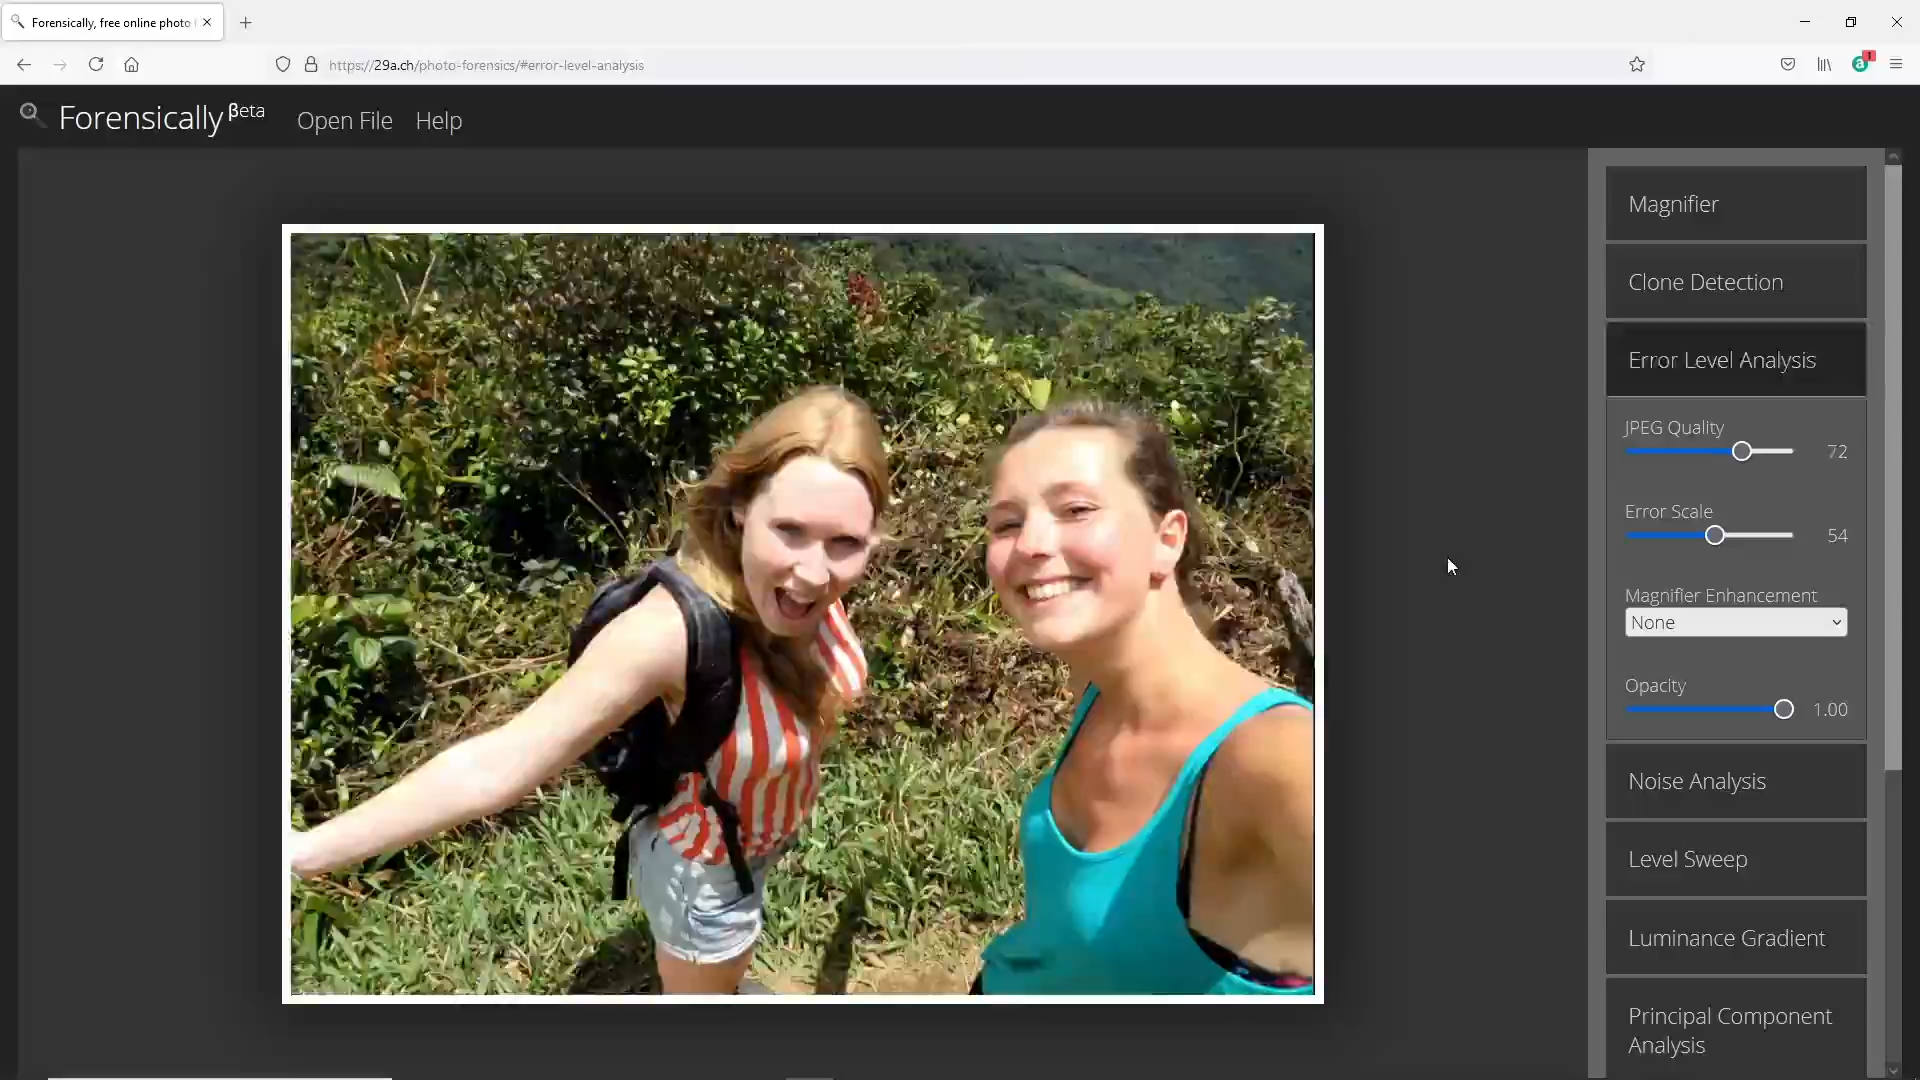 Forensically, free online photo
https://29a.ch/photo-forensics/#error-level-analysis
a
1
Forensically βeta
Open File
Help
Magnifier
Clone Detection
Error Level Analysis
JPEG Quality
72
Error Scale
54
Magnifier Enhancement
None
Opacity
1.00
Noise Analysis
Level Sweep
Luminance Gradient
Principal Component
Analysis